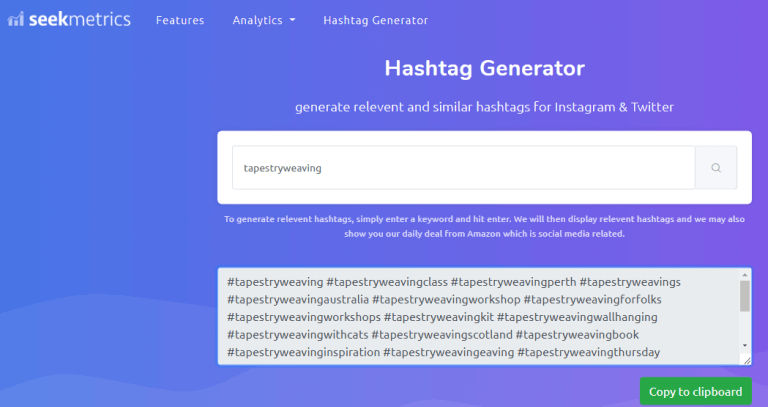 seekmetrics Features Analytics Hashtag Generator
Hashtag Generator
generate relevent and similar hashtags for Instagram & Twitter
tapestryweaving
To generate relevent hashtags, simply enter a keyword and hit enter. We will then display relevent hashtags and we may also
show you our daily deal from Amazon which is social media related.
#tapestryweaving #tapestryweavingclass #tapestryweavingperth #tapestryweavings
#tapestryweavingaustralia #tapestryweavingworkshop #tapestryweavingforfolks
#tapestryweavingworkshops #tapestryweavingkit #tapestryweavingwallhanging
#tapestryweavingwithcats #tapestryweavingscotland #tapestryweavingbook
#tapestryweavinginspiration #tapestryweavingeaving #tapestryweavingthursday
Copy to clipboard